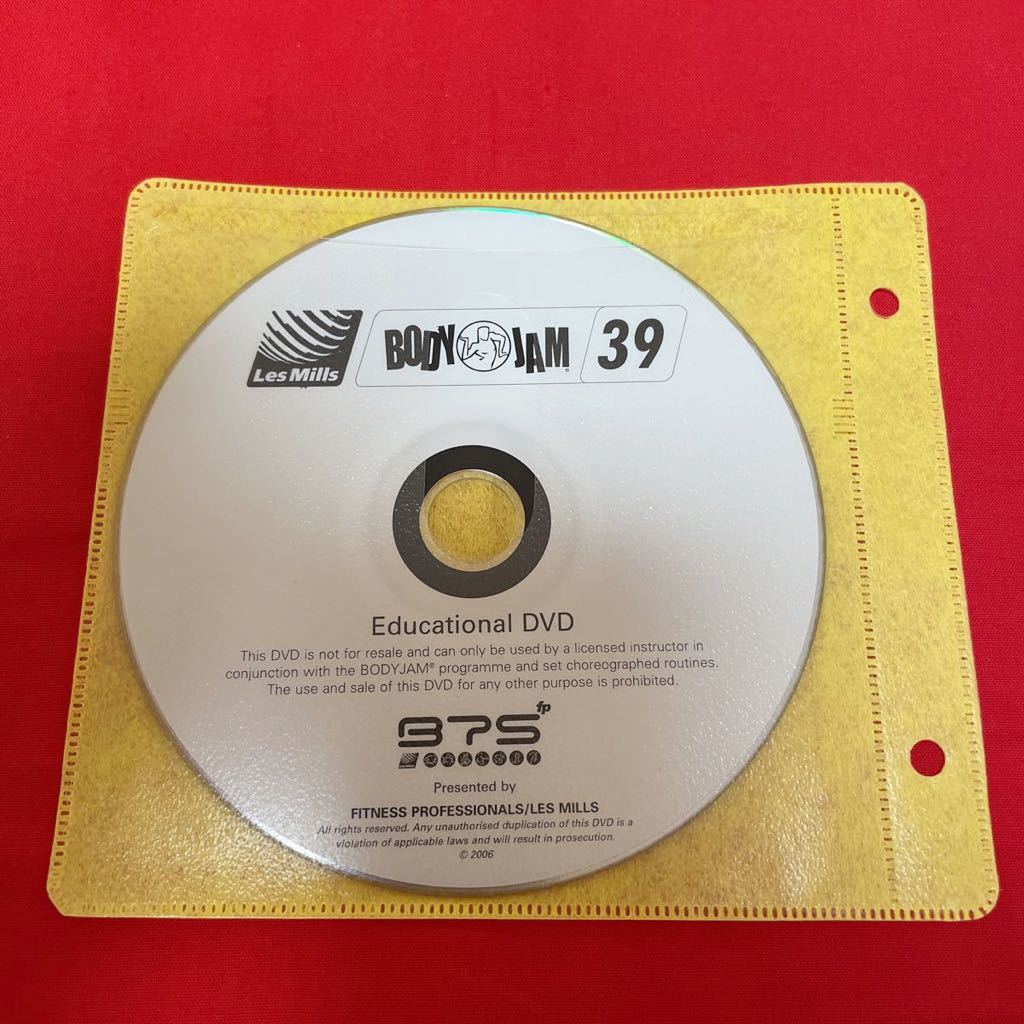 Les Mills
BODY JAM 39
Educational DVD
This DVD is not for resale and can only be used by a licensed instructor in
conjunction with the BODYJAM® programme and set choreographed routines.
The use and sale of this DVD for any other purpose is prohibited.
BTS fp
Presented by
FITNESS PROFESSIONALS/LES MILLS
All rights reserved. Any unauthorised duplication of this DVD is a
violation of applicable laws and will result in prosecution.
© 2006